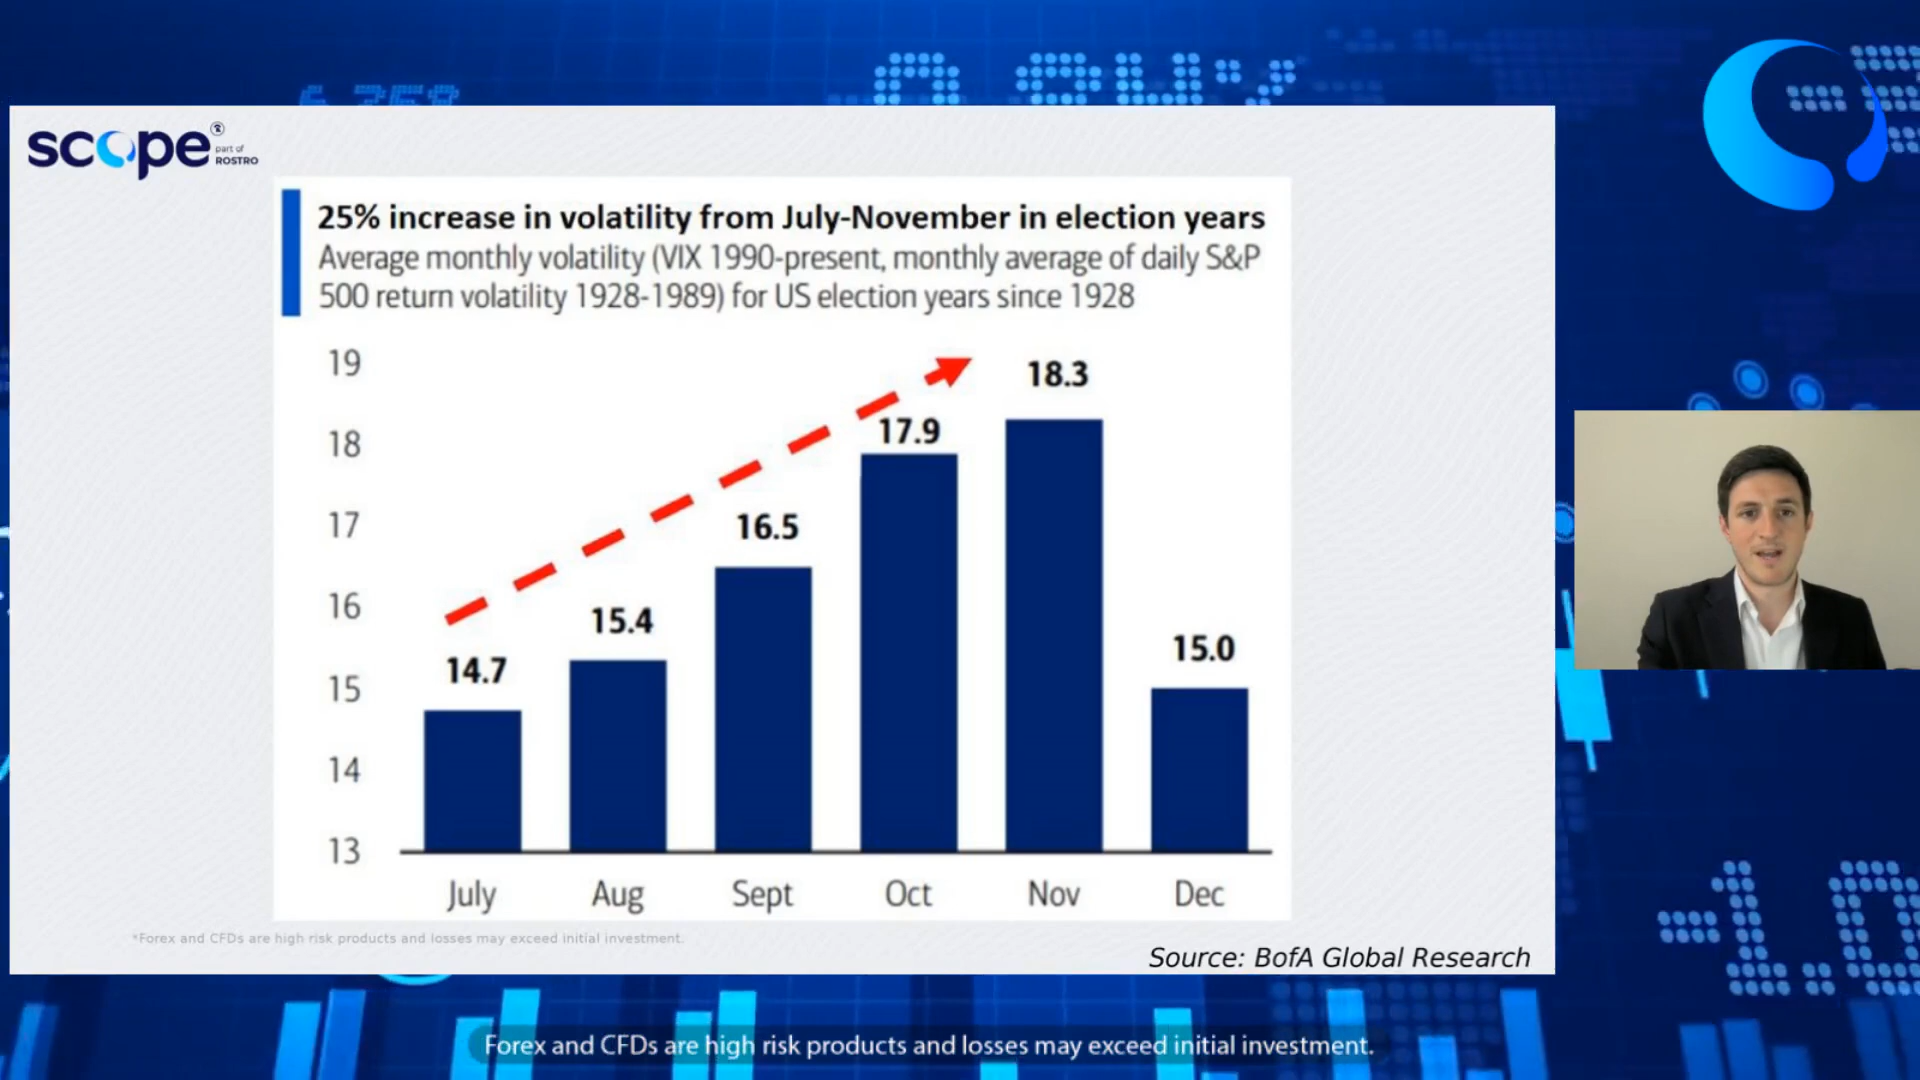 scope®
part of
ROSTRO
25% increase in volatility from July-November in election years
Average monthly volatility (VIX 1990-present, monthly average of daily S&P
500 return volatility 1928-1989) for US election years since 1928
19
18
17
16
15
14
13
14.7
15.4
16.5
17.9
18.3
15.0
July Aug Sept Oct Nov Dec
*Forex and CFDs are high risk products and losses may exceed initial investment.
Source: BofA Global Research
Forex and CFDs are high risk products and losses may exceed initial investment.